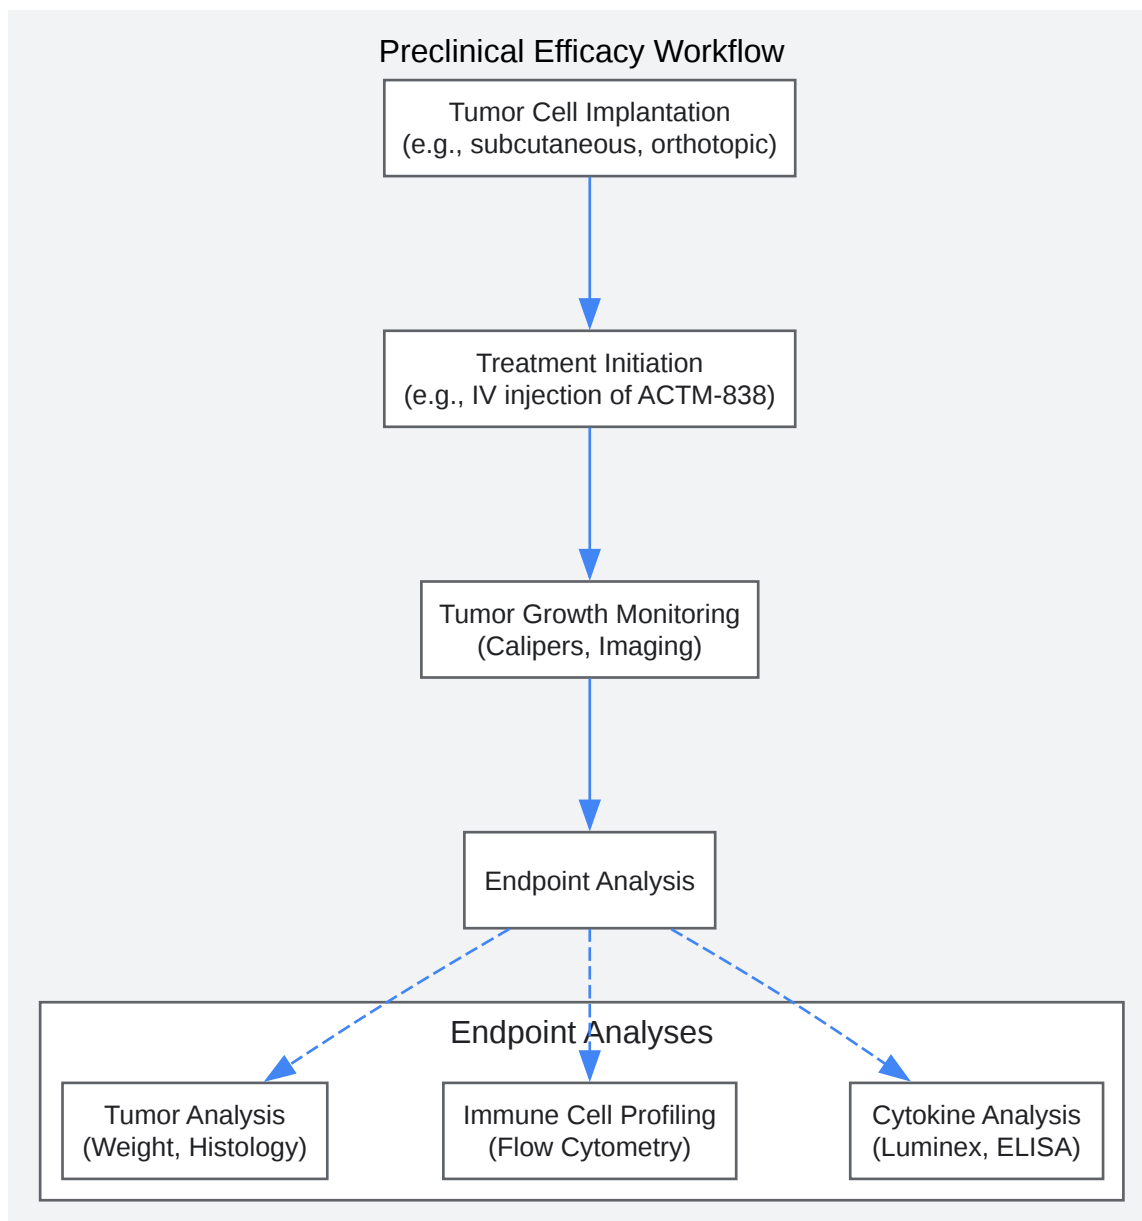 Preclinical Efficacy Workflow
Tumor Cell Implantation
(e.g., subcutaneous, orthotopic)
Treatment Initiation
(e.g., IV injection of ACTM-838)
Tumor Growth Monitoring
(Calipers, Imaging)
Endpoint Analysis
Endpoint Analyses
Tumor Analysis
(Weight, Histology)
Immune Cell Profiling
(Flow Cytometry)
Cytokine Analysis
(Luminex, ELISA)